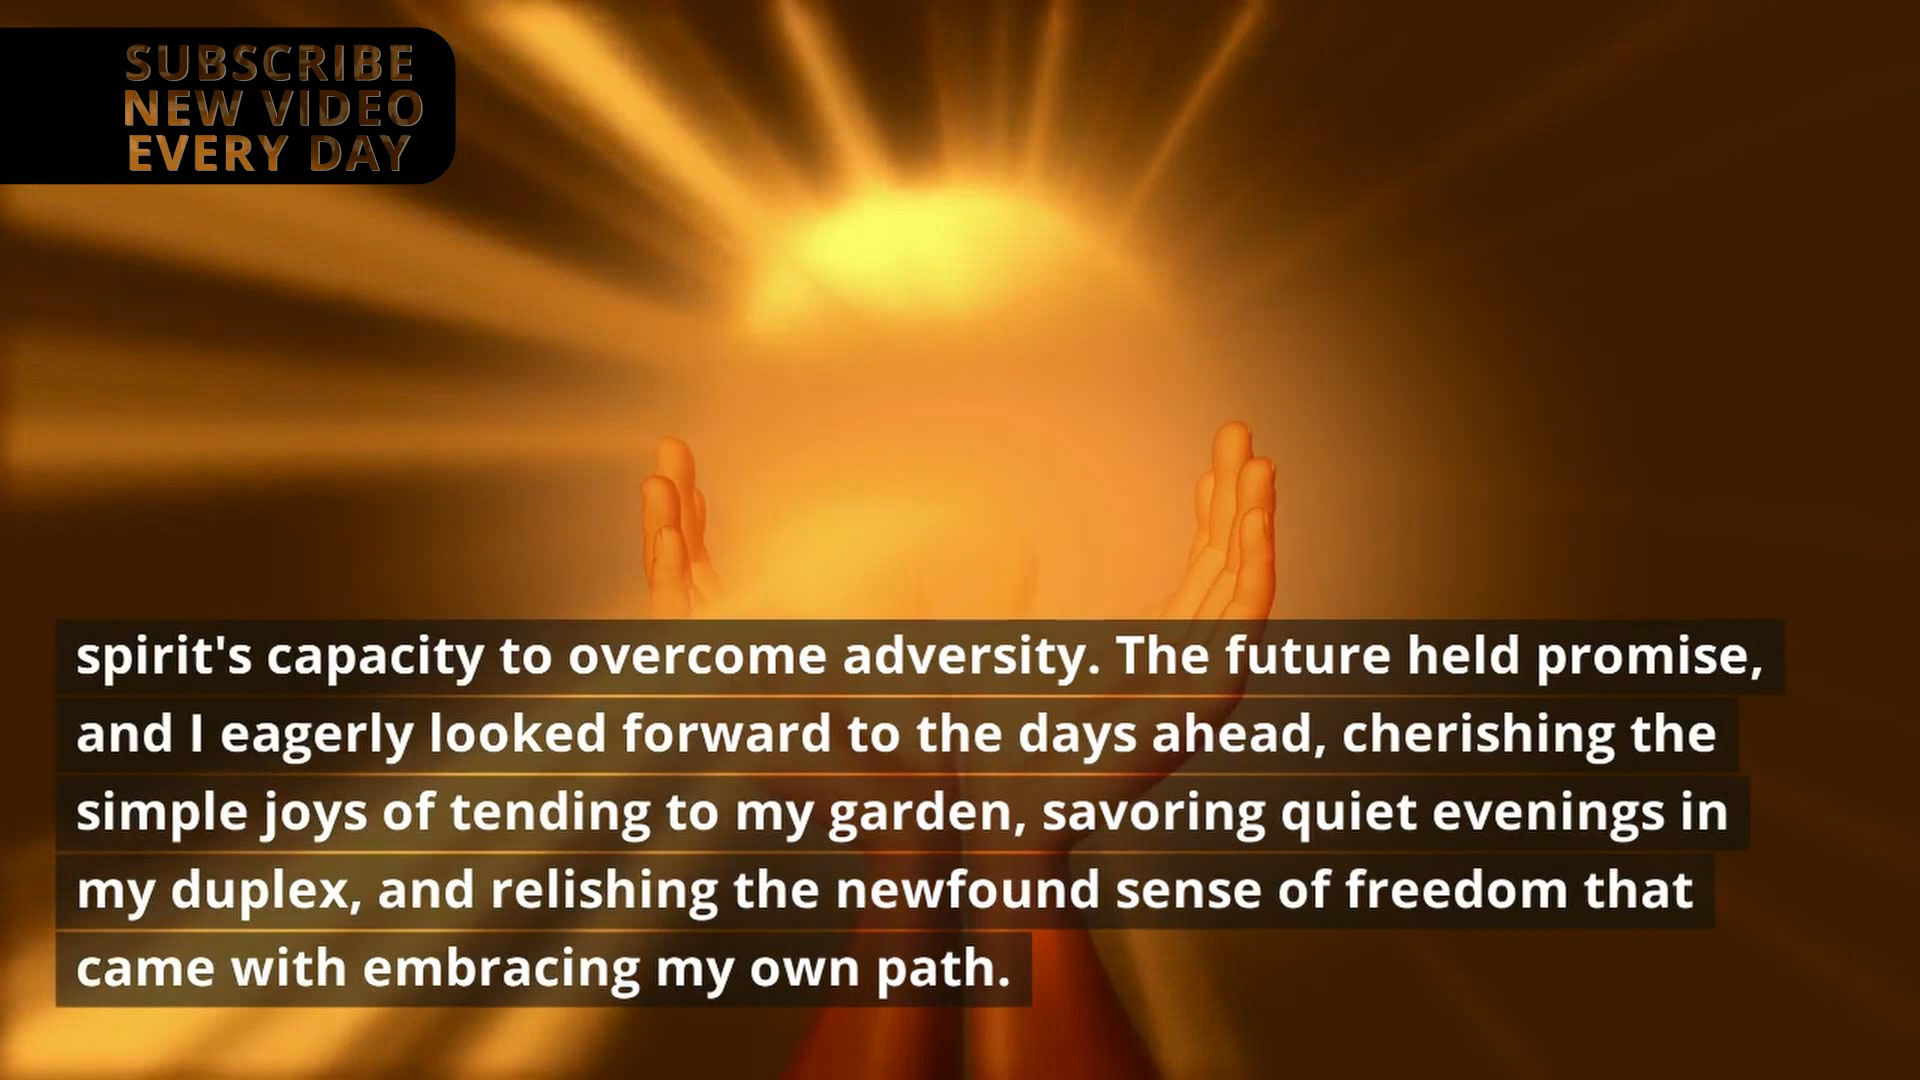 SUBSCRIBE
NEW VIDEO
EVERY DAY
spirit's capacity to overcome adversity. The future held promise,
and I eagerly looked forward to the days ahead, cherishing the
simple joys of tending to my garden, savoring quiet evenings in
my duplex, and relishing the newfound sense of freedom that
came with embracing my own path.